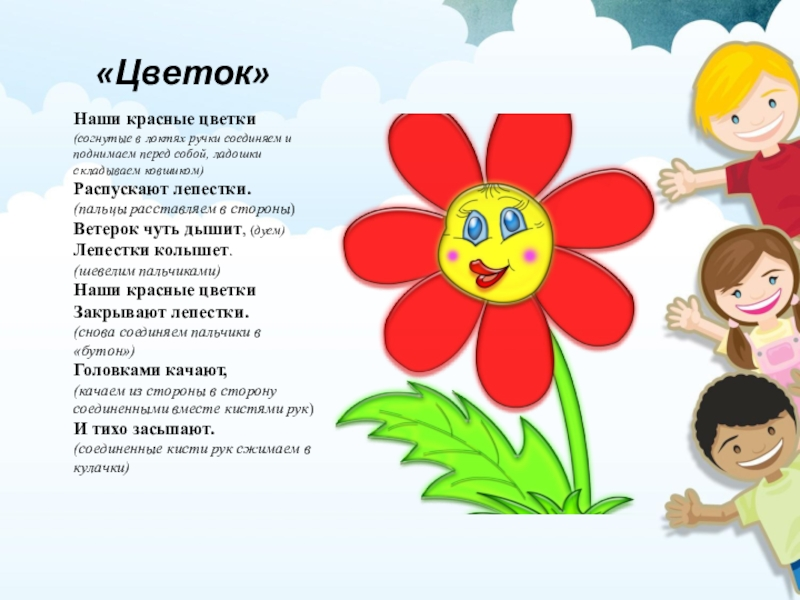 «Цветок»
Наши красные цветки
(согнутые в локтях ручки соединяем и
поднимаем перед собой, ладошки
складываем ковшиком)
Распускают лепестки.
(пальцы расставляем в стороны)
Ветерок чуть дышит, (дуем)
Лепестки колышет.
(шевелим пальчиками)
Наши красные цветки
Закрывают лепестки.
(снова соединяем пальчики в
«бутон»)
Головками качают,
(качаем из стороны в сторону
соединенными вместе кистями рук)
И тихо засыпают.
(соединенные кисти рук сжимаем в
кулачки)